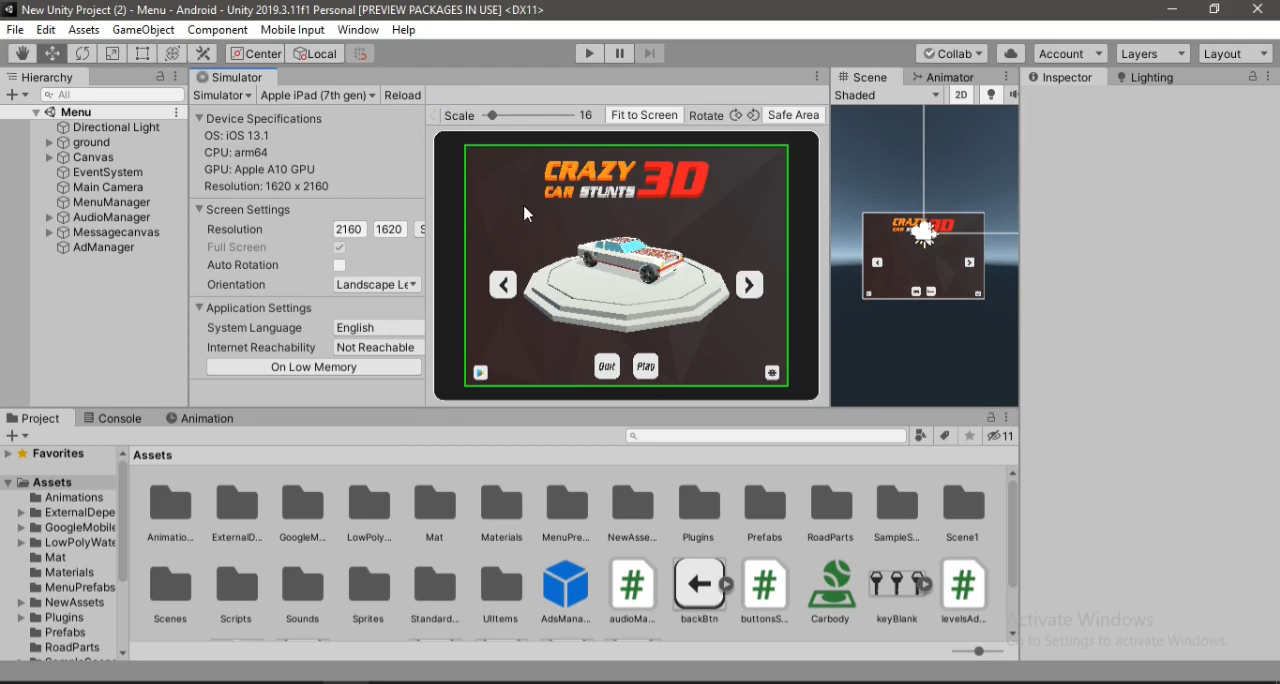 New Unity Project (2) - Menu - Android - Unity 2019.3.11f1 Personal [PREVIEW PACKAGES IN USE] <DX11>
File Edit Assets GameObject Component Mobile Input Window Help
Center Local Collab Account Layers Layout
Hierarchy
All
Menu
Directional Light
ground
Canvas
EventSystem
Main Camera
MenuManager
AudioManager
Messagecanvas
AdManager
Simulator
Simulator Apple iPad (7th gen) Reload
Device Specifications
OS: iOS 13.1
CPU: arm64
GPU: Apple A10 GPU
Resolution: 1620 x 2160
Screen Settings
Resolution 2160 1620 S
Full Screen
Auto Rotation
Orientation Landscape Le
Application Settings
System Language English
Internet Reachability Not Reachable
On Low Memory
Scale 16 Fit to Screen Rotate Safe Area
CRAZY
CAR STUNTS 3D
Quit Play
Scene Animator
Shaded 2D
CRAZY
3D
Inspector Lighting
Project Console Animation
11
Favorites
Assets
Animations
ExternalDepe
GoogleMobile
LowPolyWate
Mat
Materials
MenuPrefabs
NewAssets
Plugins
Prefabs
RoadParts
Assets
Animatio... ExternalD... GoogleM... LowPoly... Mat Materials MenuPre... NewAsse... Plugins Prefabs RoadParts SampleS... Scene1
Scenes Scripts Sounds Sprites Standard... UIItems AdsMana... audioMa... backBtn buttonsS... Carbody keyBlank levelsAd...
Activate Windows
Go to Settings to activate Windows.